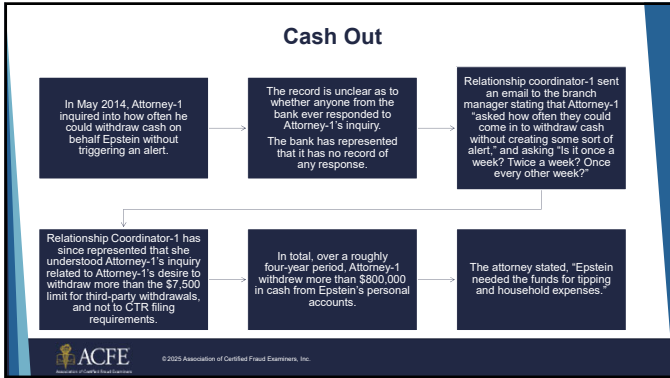 Cash Out
In May 2014, Attorney-1
inquired into how often he
could withdraw cash on
behalf Epstein without
triggering an alert.
The record is unclear as to
whether anyone from the
bank ever responded to
Attorney-1's inquiry.
The bank has represented
that it has no record of
any response.
Relationship coordinator-1 sent
an email to the branch
manager stating that Attorney-1
“asked how often they could
come in to withdraw cash
without creating some sort of
alert,” and asking “Is it once a
week? Twice a week? Once
every other week?”
Relationship Coordinator-1 has
since represented that she
understood Attorney-1's inquiry
related to Attorney-1's desire to
withdraw more than the $7,500
limit for third-party withdrawals,
and not to CTR filing
requirements.
In total, over a roughly
four-year period, Attorney-1
withdrew more than $800,000
in cash from Epstein's personal
accounts.
The attorney stated, “Epstein
needed the funds for tipping
and household expenses.”
ACFE
Association of Certified Fraud Examiners
©2025 Association of Certified Fraud Examiners, Inc.